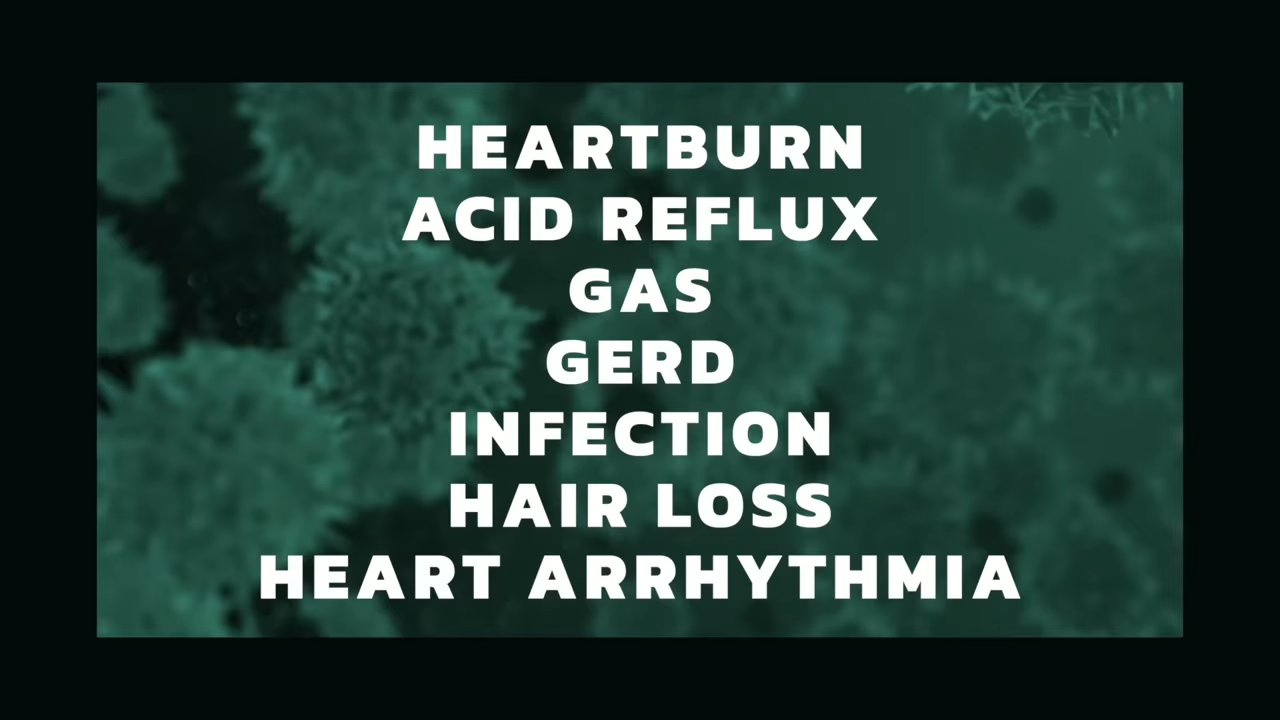 HEARTBURN
ACID REFLUX
GAS
GERD
INFECTION
HAIR LOSS
HEART ARRHYTHMIA